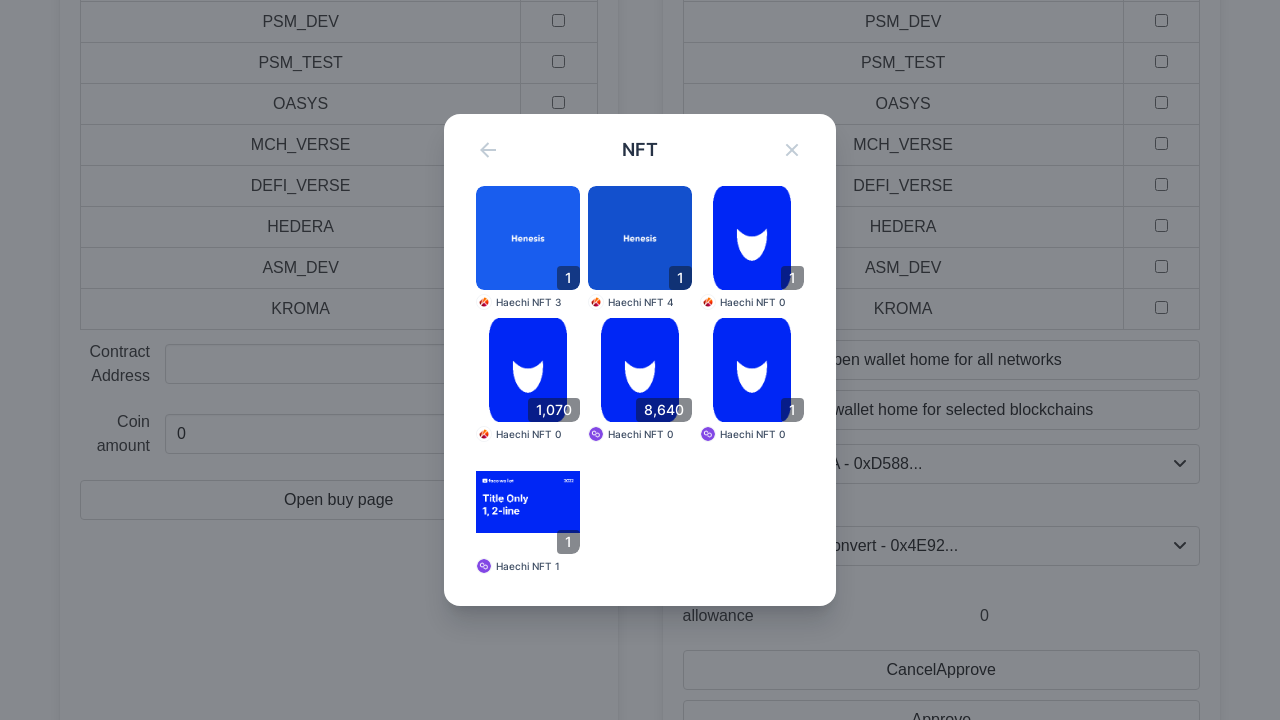 PSM_DEV
PSM_TEST
OASYS
MCH_VERSE
DEFI_VERSE
HEDERA
ASM_DEV
KROMA
Contract
Address
Coin
amount
0
Open buy page
NFT
Henesis
1
Haechi NFT 3
Henesis
1
Haechi NFT 4
1
Haechi NFT 0
1,070
Haechi NFT 0
8,640
Haechi NFT 0
1
Haechi NFT 0
face wallet
2022
Title Only
1, 2-line
1
Haechi NFT 1
PSM_DEV
PSM_TEST
OASYS
MCH_VERSE
DEFI_VERSE
HEDERA
ASM_DEV
KROMA
wallet home for all networks
wallet home for selected blockchains
- 0xD588...
- 0x4E92...
allowance
0
CancelApprove
Approve